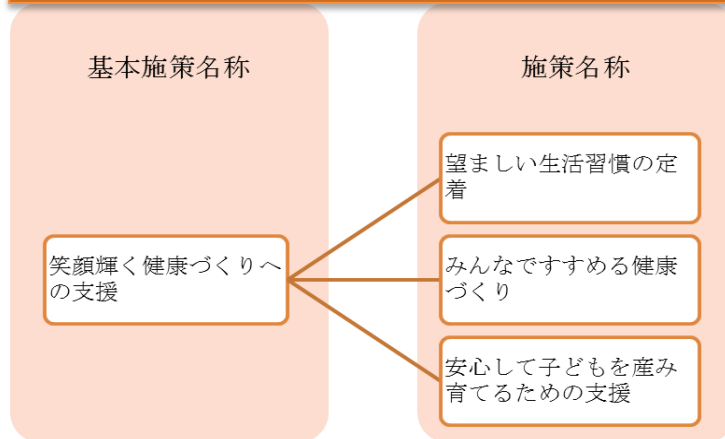 基本施策名称
施策名称
望ましい生活習慣の定
着
笑顔輝く健康づくりへ
の支援
みんなですすめる健康
づくり
安心して子どもを産み
育てるための支援